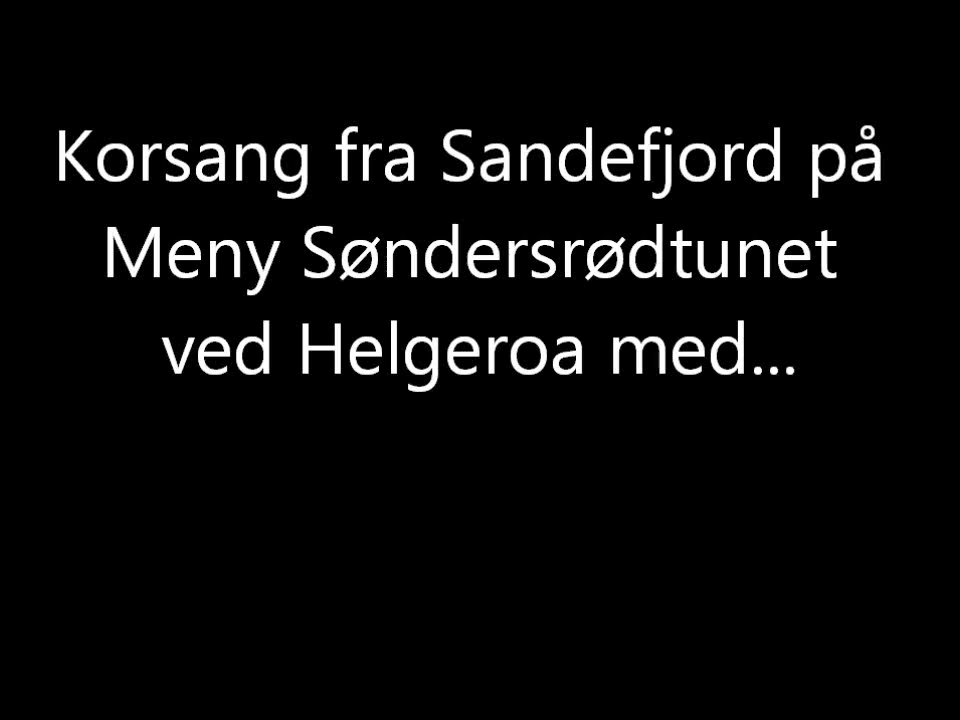 Korsang fra Sandefjord på
Meny Søndersrødtunet
ved Helgeroa med...